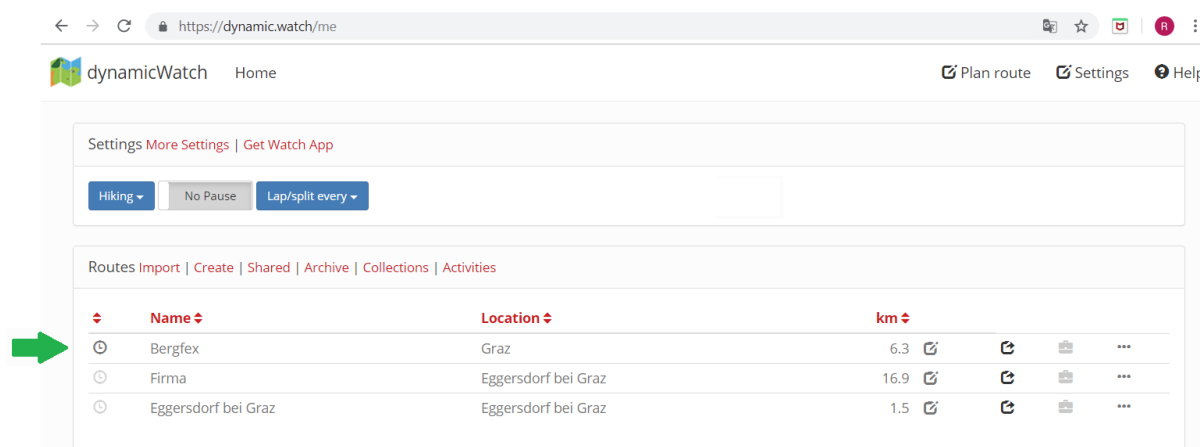 https://dynamic.watch/me R
dynamicWatch Home Plan route Settings Help
Settings More Settings | Get Watch App
Hiking No Pause Lap/split every
Routes Import | Create | Shared | Archive | Collections | Activities
Name Location km
Bergfex Graz 6.3
Firma Eggersdorf bei Graz 16.9
Eggersdorf bei Graz Eggersdorf bei Graz 1.5